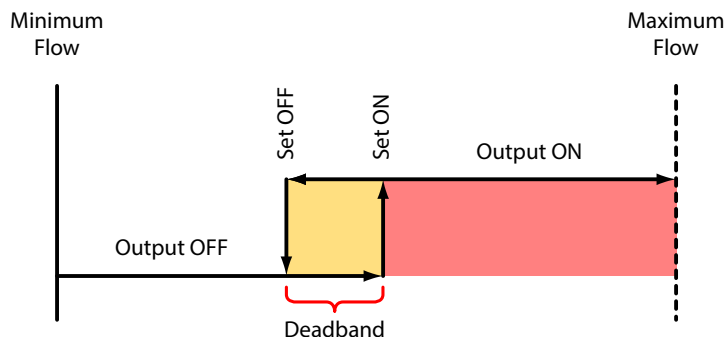 Minimum
Flow
Maximum
Flow
Set OFF
Set ON
Output ON
Output OFF
Deadband